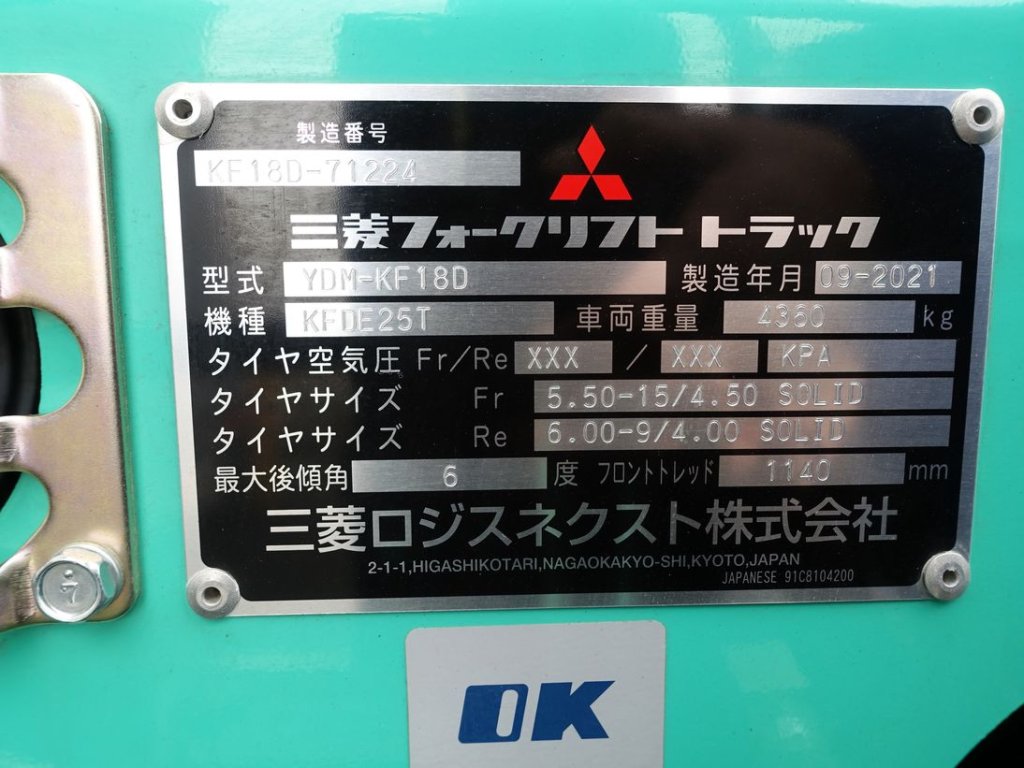 製造番号
KF18D-71224
三菱フォークリフト トラック
型式 YDM-KF18D 製造年月 09-2021
機種 KFDE25T 車両重量 4360 kg
タイヤ空気圧 Fr/Re XXX / XXX KPA
タイヤサイズ Fr 5.50-15/4.50 SOLID
タイヤサイズ Re 6.00-9/4.00 SOLID
最大後傾角 6 度 フロントトレッド 1140 mm
三菱ロジスネクスト株式会社
2-1-1,HIGASHIKOTARI,NAGAOKAKYO-SHI,KYOTO,JAPAN
JAPANESE 91C8104200
7
OK